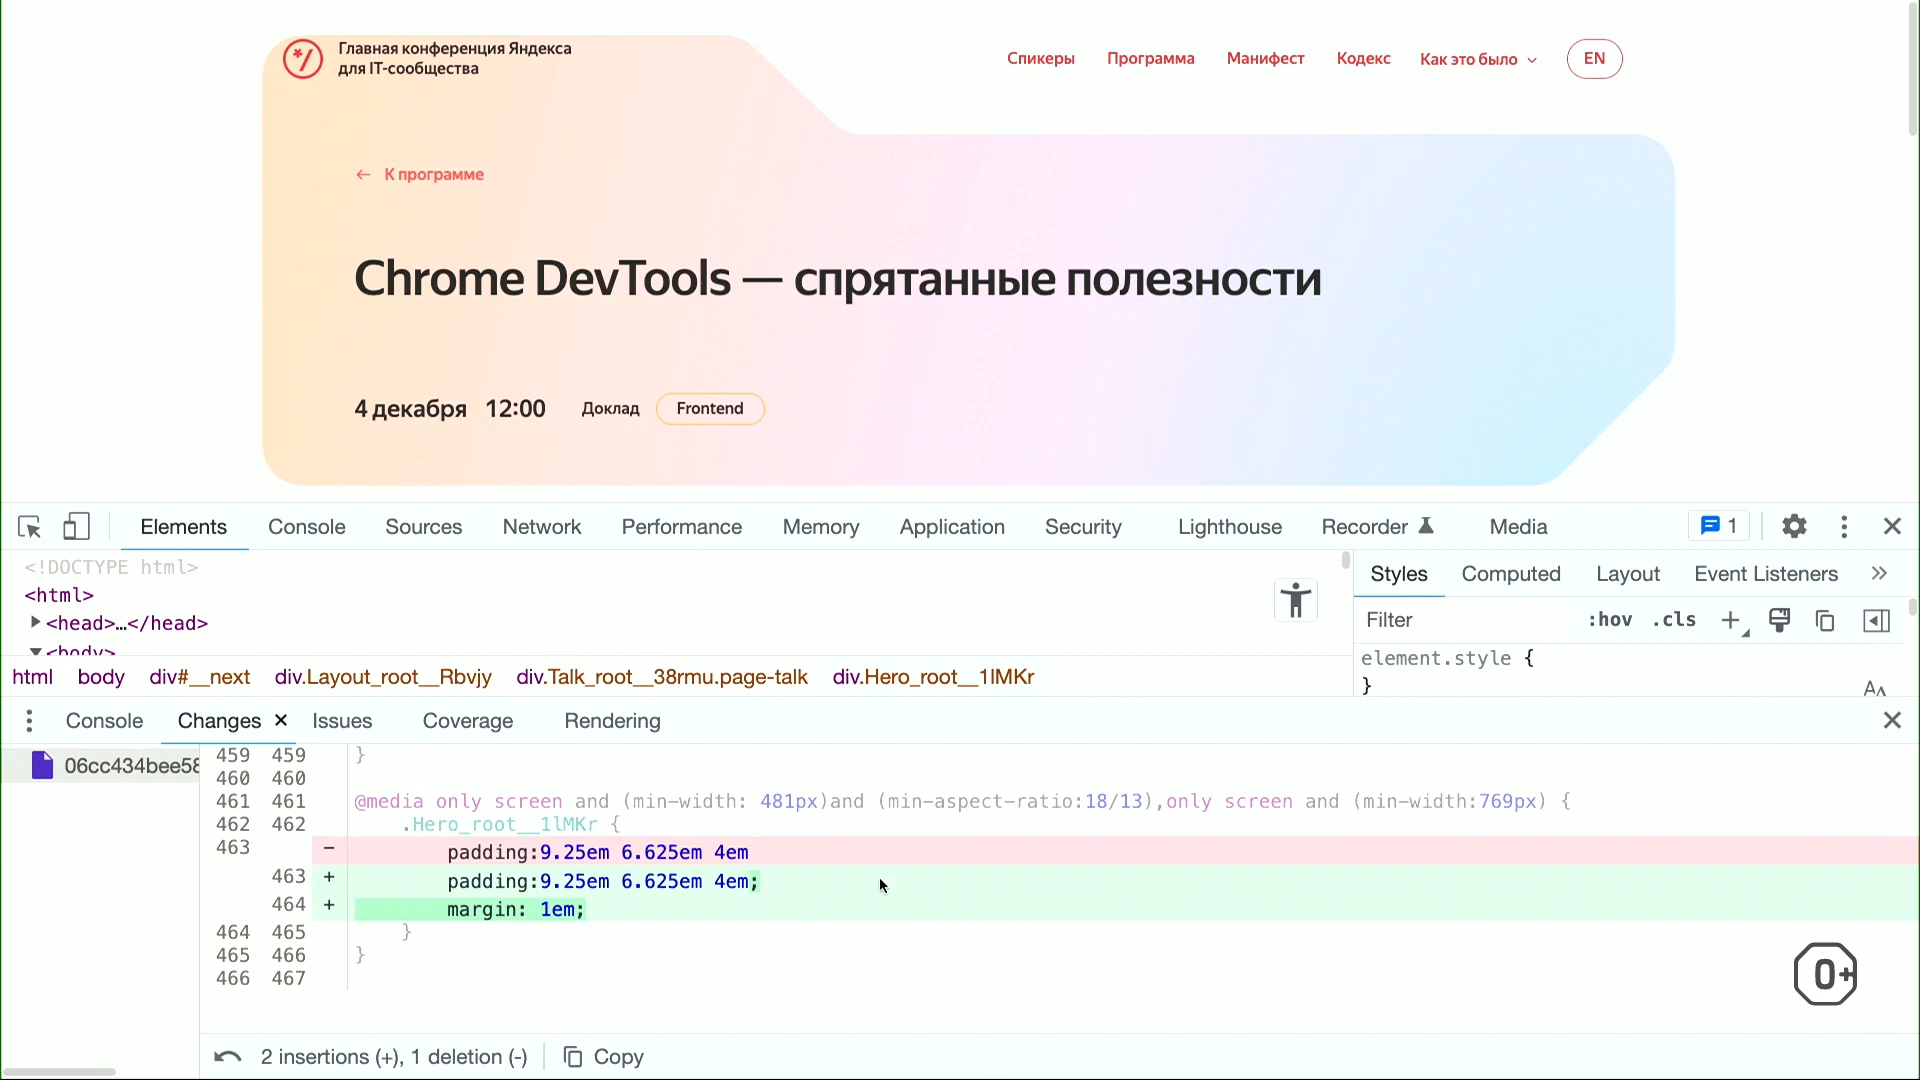 Главная конференция Яндекса
для IT-сообщества
Спикеры Программа Манифест Кодекс Как это было EN
← К программе
Chrome DevTools — спрятанные полезности
4 декабря 12:00 Доклад Frontend
Elements Console Sources Network Performance Memory Application Security Lighthouse Recorder Media 1
<!DOCTYPE html>
<html>
<head>…</head>
<body>
Styles Computed Layout Event Listeners »
Filter :hov .cls +
element.style {
}
html body div#__next div.Layout_root__Rbvjy div.Talk_root__38rmu.page-talk div.Hero_root__1lMKr
Console Changes × Issues Coverage Rendering
06cc434bee58
459 459 }
460 460
461 461 @media only screen and (min-width: 481px)and (min-aspect-ratio:18/13),only screen and (min-width:769px) {
462 462 .Hero_root__1lMKr {
463 - padding:9.25em 6.625em 4em
463 + padding:9.25em 6.625em 4em;
464 + margin: 1em;
464 465 }
465 466 }
466 467
0+
2 insertions (+), 1 deletion (-) Copy